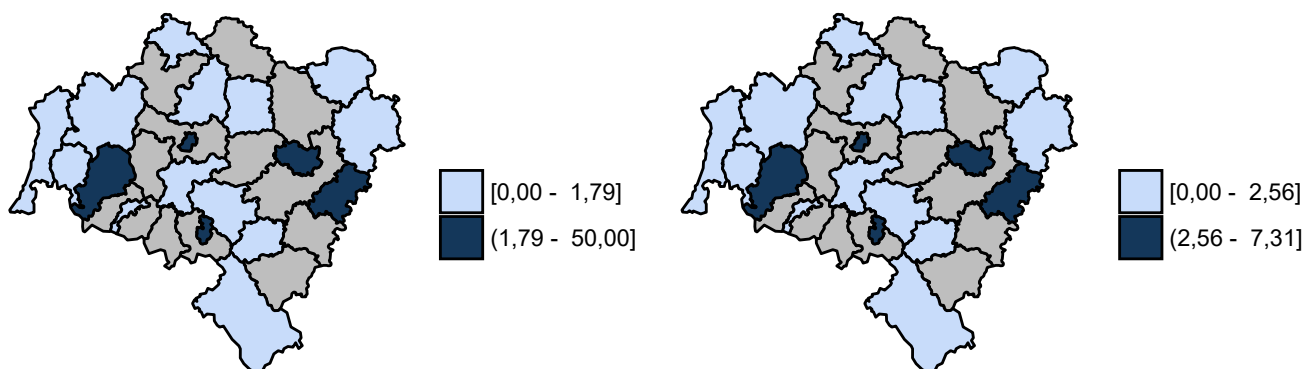 [0,00 - 1,79]
(1,79 - 50,00]
[0,00 - 2,56]
(2,56 - 7,31]